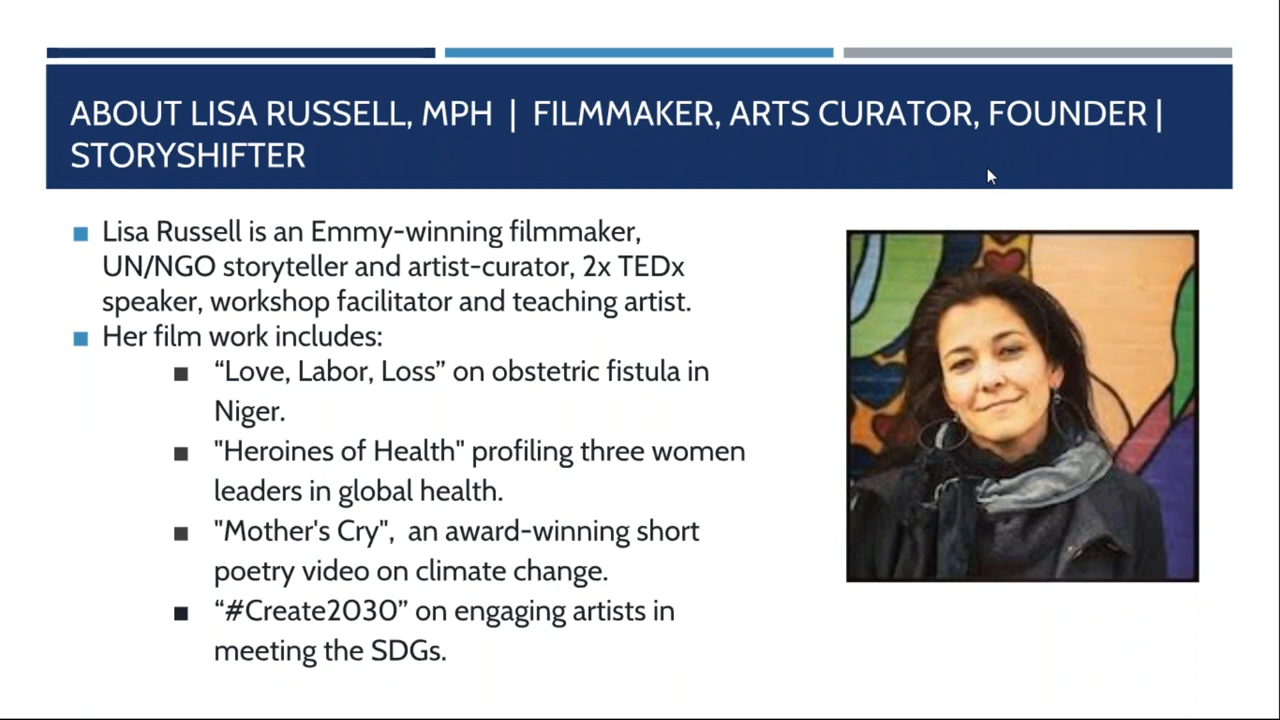 ABOUT LISA RUSSELL, MPH | FILMMAKER, ARTS CURATOR, FOUNDER |
STORYSHIFTER
Lisa Russell is an Emmy-winning filmmaker,
UN/NGO storyteller and artist-curator, 2x TEDx
speaker, workshop facilitator and teaching artist.
Her film work includes:
“Love, Labor, Loss” on obstetric fistula in
Niger.
"Heroines of Health" profiling three women
leaders in global health.
"Mother's Cry", an award-winning short
poetry video on climate change.
“#Create2030” on engaging artists in
meeting the SDGs.